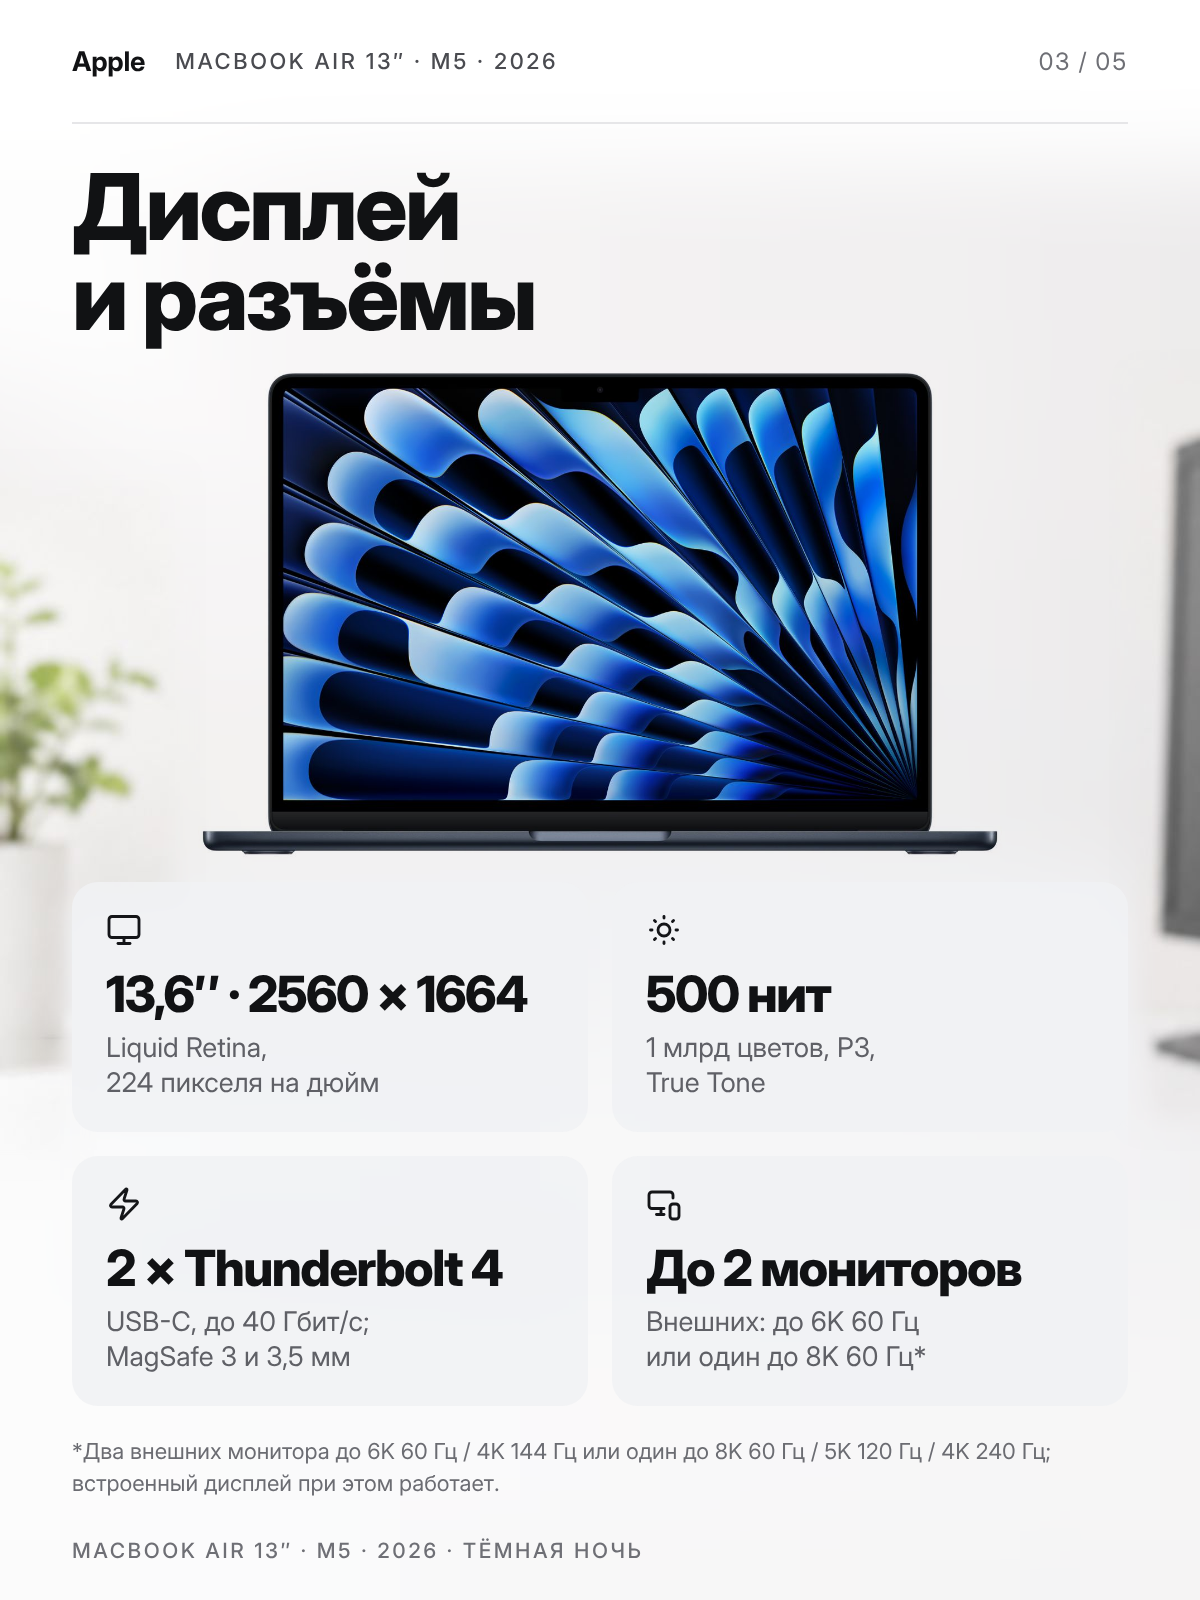 Apple MACBOOK AIR 13″ · M5 · 2026 03 / 05
Дисплей
и разъёмы
13,6″ · 2560 × 1664
Liquid Retina,
224 пикселя на дюйм
500 нит
1 млрд цветов, P3,
True Tone
2 × Thunderbolt 4
USB-C, до 40 Гбит/с;
MagSafe 3 и 3,5 мм
До 2 мониторов
Внешних: до 6K 60 Гц
или один до 8K 60 Гц*
*Два внешних монитора до 6K 60 Гц / 4K 144 Гц или один до 8K 60 Гц / 5K 120 Гц / 4K 240 Гц;
встроенный дисплей при этом работает.
MACBOOK AIR 13″ · M5 · 2026 · ТЁМНАЯ НОЧЬ